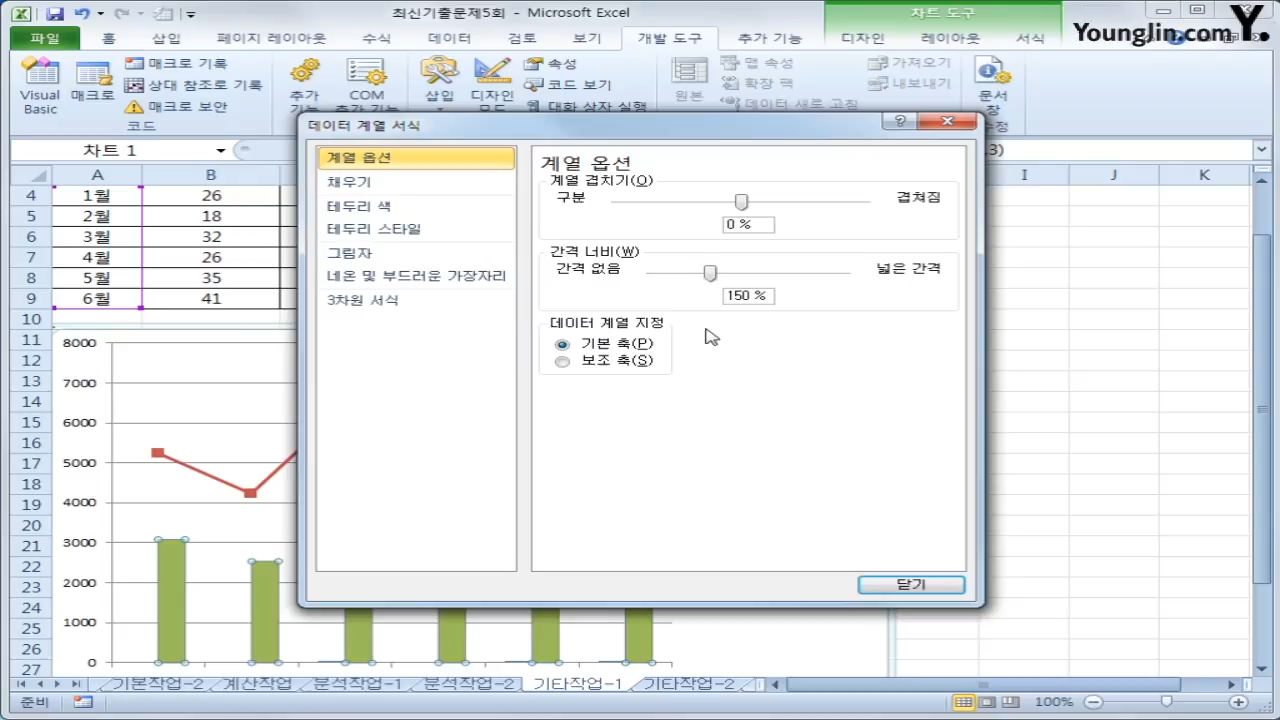 최신기출문제5회 - Microsoft Excel
차트 도구
YoungJin.com Y.
파일 홈 삽입 페이지 레이아웃 수식 데이터 검토 보기 개발 도구 추가 기능 디자인 레이아웃 서식
Visual Basic
매크로
매크로 기록
상대 참조로 기록
매크로 보안
코드
추가 기능
COM 추가 기능
삽입
디자인 모드
속성
코드 보기
대화 상자 실행
원본
맵 속성
확장 팩
데이터 새로 고침
가져오기
내보내기
문서 창
차트 1
3)
A B I J K
4 1월 26
5 2월 18
6 3월 32
7 4월 26
8 5월 35
9 6월 41
10
11
12
13
14
15
16
17
18
19
20
21
22
23
24
25
26
27
8000
7000
6000
5000
4000
3000
2000
1000
0
데이터 계열 서식
계열 옵션
채우기
테두리 색
테두리 스타일
그림자
네온 및 부드러운 가장자리
3차원 서식
계열 옵션
계열 겹치기(O)
구분 겹쳐짐
0 %
간격 너비(W)
간격 없음 넓은 간격
150 %
데이터 계열 지정
기본 축(P)
보조 축(S)
닫기
기본작업-2 계산작업 분석작업-1 분석작업-2 기타작업-1 기타작업-2
준비 100%